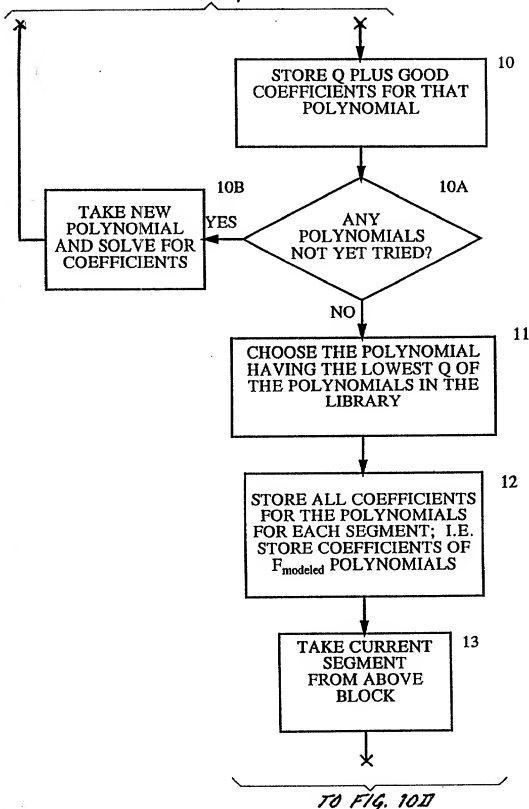 10
STORE Q PLUS GOOD
COEFFICIENTS FOR THAT
POLYNOMIAL
10B
10A
TAKE NEW
POLYNOMIAL
AND SOLVE FOR
COEFFICIENTS
YES
ANY
POLYNOMIALS
NOT YET TRIED?
NO
11
CHOOSE THE POLYNOMIAL
HAVING THE LOWEST Q OF
THE POLYNOMIALS IN THE
LIBRARY
12
STORE ALL COEFFICIENTS
FOR THE POLYNOMIALS
FOR EACH SEGMENT; I.E.
STORE COEFFICIENTS OF
Fmodeled POLYNOMIALS
13
TAKE CURRENT
SEGMENT
FROM ABOVE
BLOCK
TO FIG. 10D